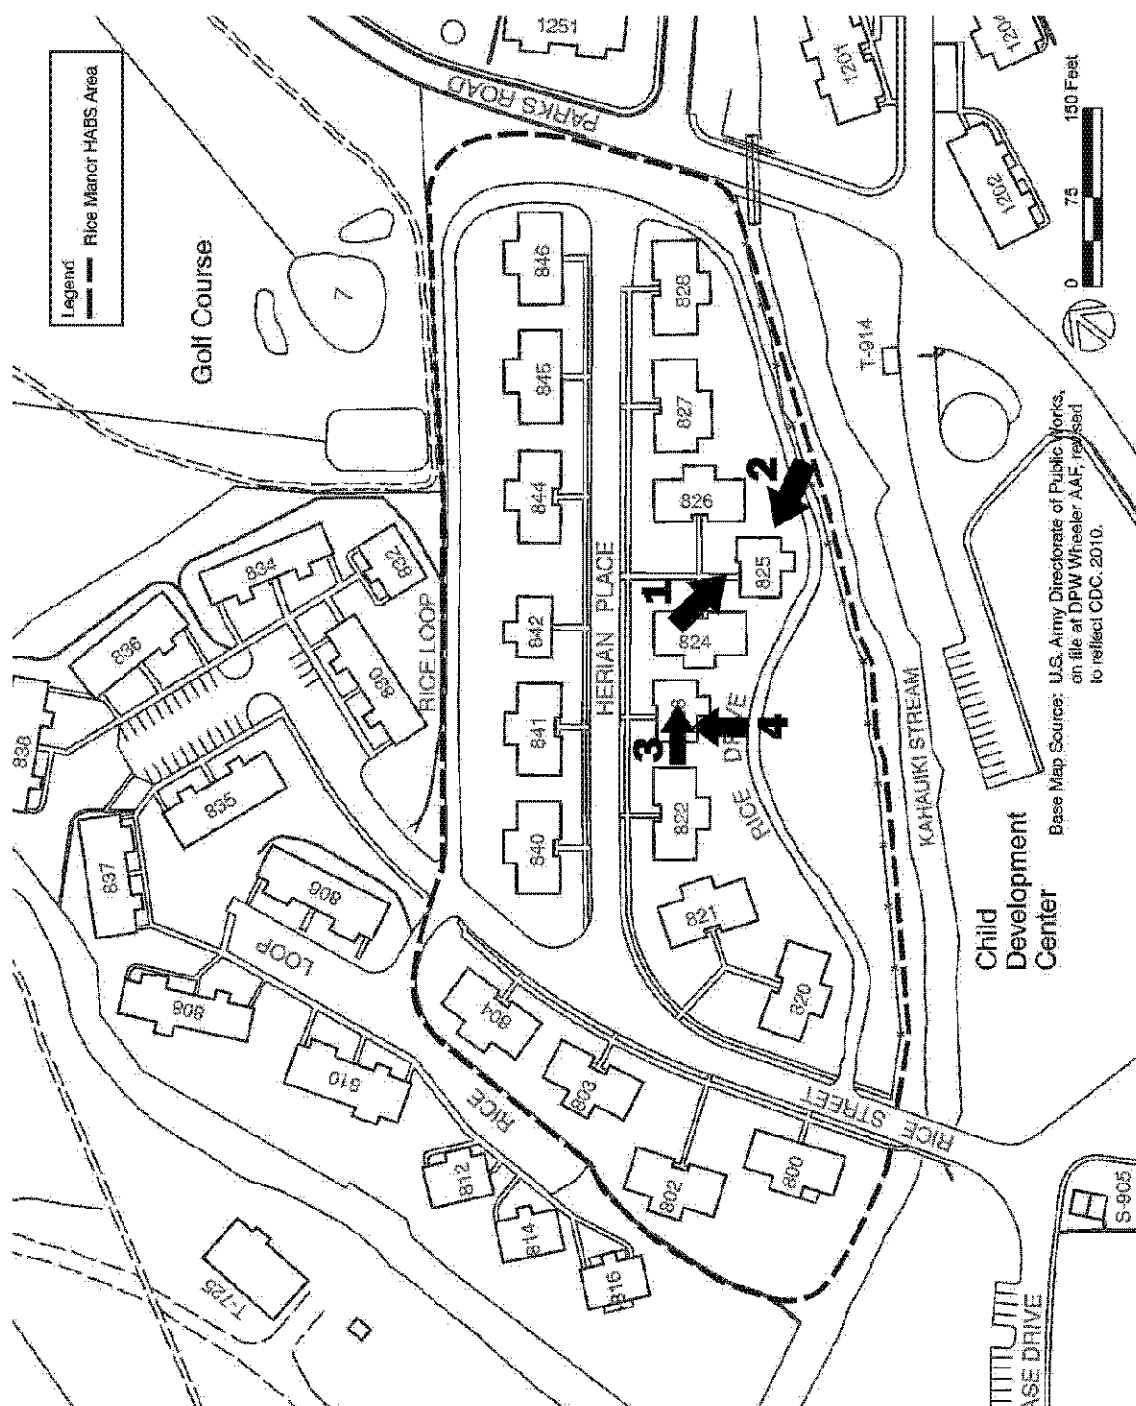 Legend
Rice Manor HABS Area
Golf Course
7
1251
PARKS ROAD
1201
1202
150 Feet
75
0
T-914
846
845
844
842
841
840
828
827
826
825
824
822
821
820
HERIAN PLACE
RICE LOOP
834
832
836
830
838
835
837
806
LOOP
808
810
RICE
812
814
816
804
803
802
800
RICE STREET
RICE DRIVE
1
2
3
4
KAHAUIKI STREAM
Child
Development
Center
Base Map Source: U.S. Army Directorate of Public Works,
on file at DPW Wheeler AAF, revised
to reflect CDC. 2010.
T-725
S-905
ASE DRIVE